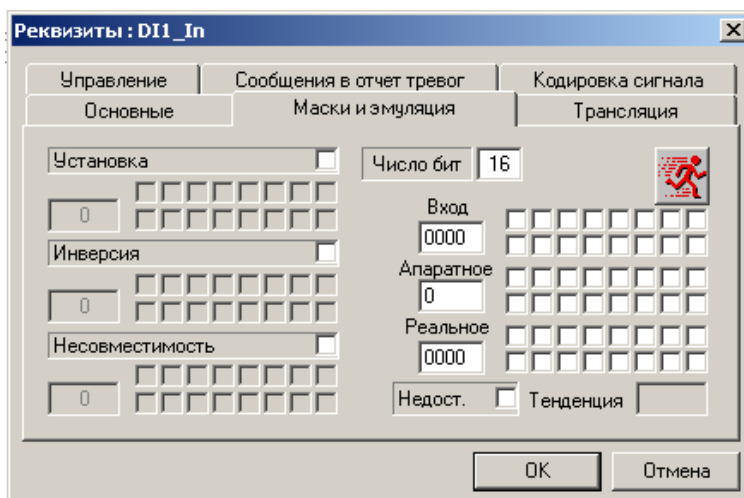 Реквизиты : DI1_In
Управление Сообщения в отчет тревог Кодировка сигнала
Основные Маски и эмуляция Трансляция
Установка
0
Инверсия
0
Несовместимость
0
Число бит 16
Вход
0000
Апаратное
0
Реальное
0000
Недост. Тенденция
OK Отмена